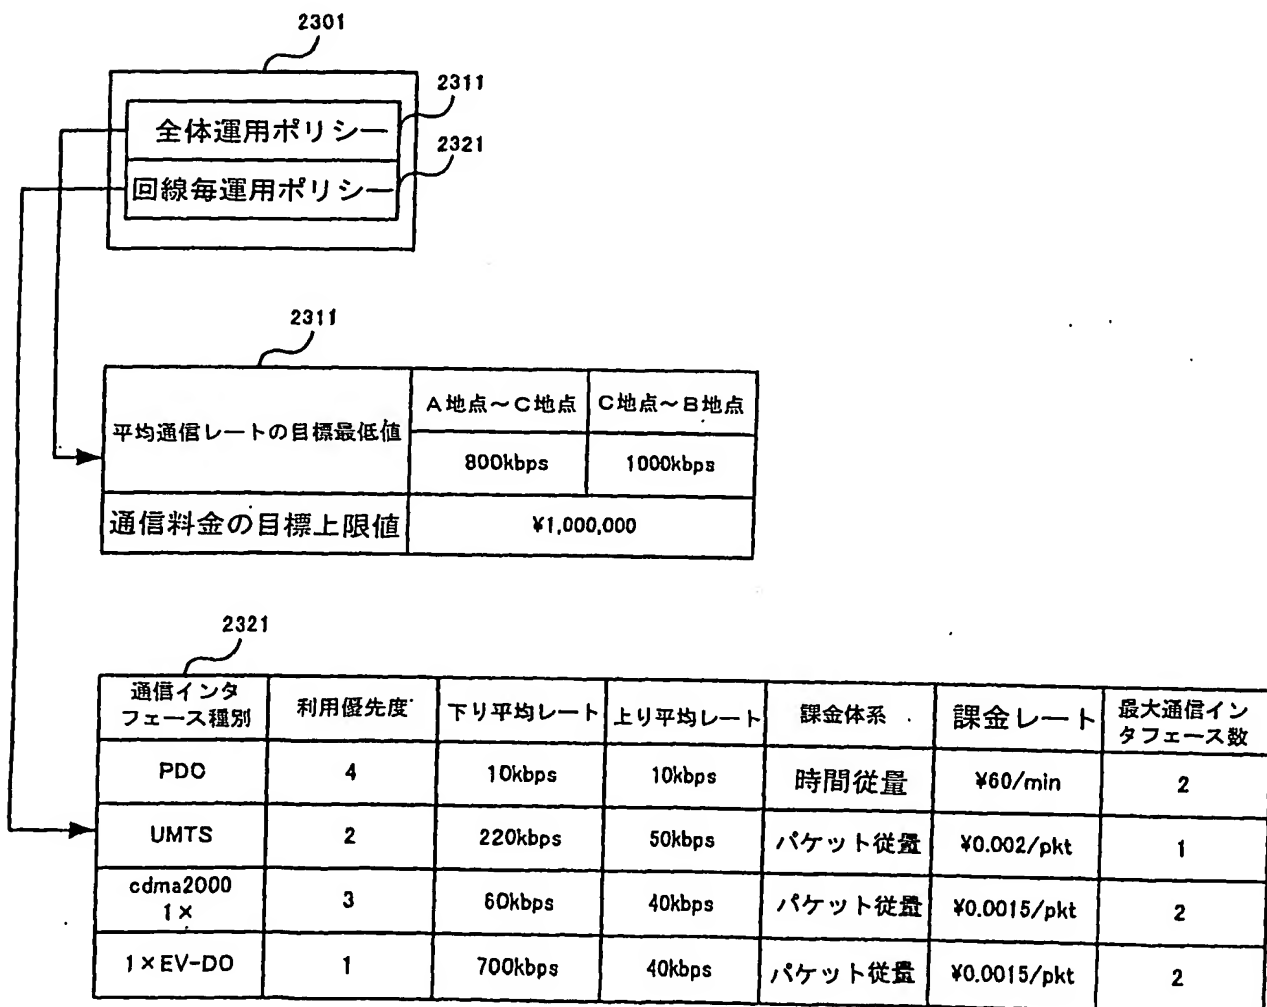 2301
2311
全体運用ポリシー
2321
回線毎運用ポリシー
2311
平均通信レートの目標最低値
A地点～C地点
C地点～B地点
800kbps
1000kbps
通信料金の目標上限値
¥1,000,000
2321
通信インタ
フェース種別
利用優先度
下り平均レート
上り平均レート
課金体系
課金レート
最大通信イン
タフェース数
PDC
4
10kbps
10kbps
時間従量
¥60/min
2
UMTS
2
220kbps
50kbps
パケット従量
¥0.002/pkt
1
cdma2000
1×
3
60kbps
40kbps
パケット従量
¥0.0015/pkt
2
1×EV-DO
1
700kbps
40kbps
パケット従量
¥0.0015/pkt
2